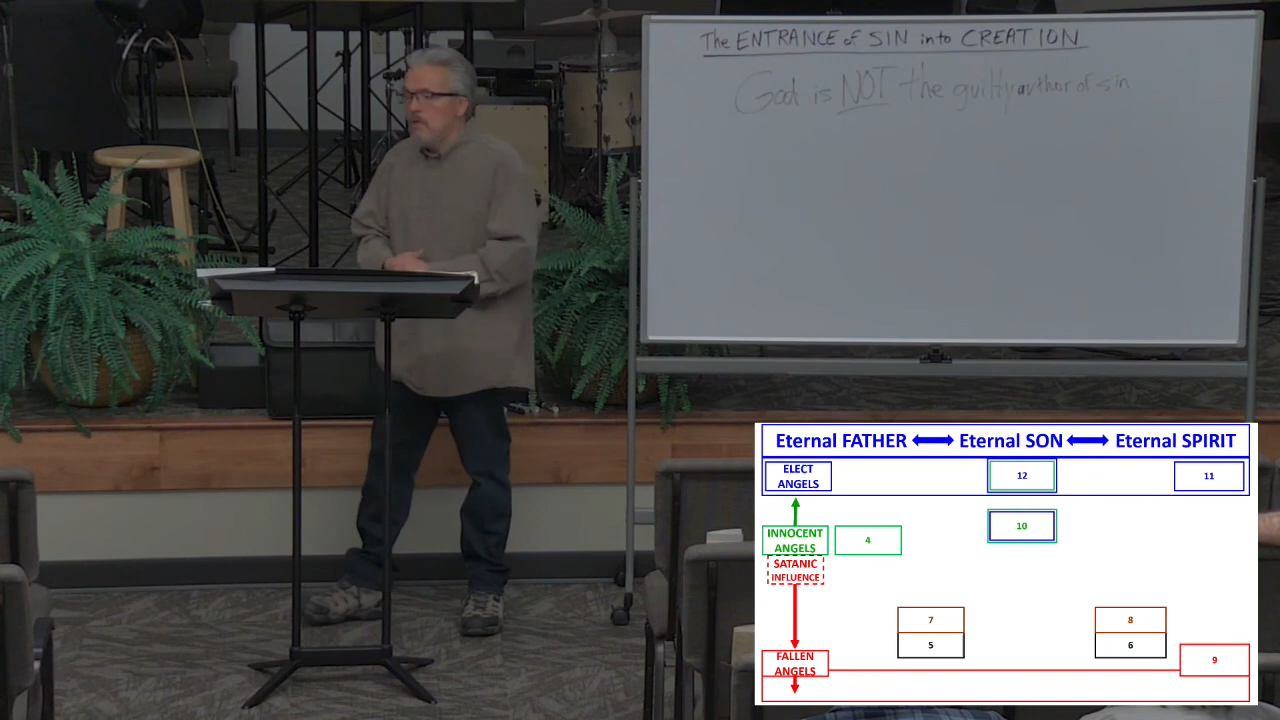 The ENTRANCE of SIN into CREATION
God is NOT the guilty author of sin
Eternal FATHER Eternal SON Eternal SPIRIT
ELECT
ANGELS
12
11
10
INNOCENT
ANGELS
4
SATANIC
INFLUENCE
7
8
5
6
FALLEN
ANGELS
9